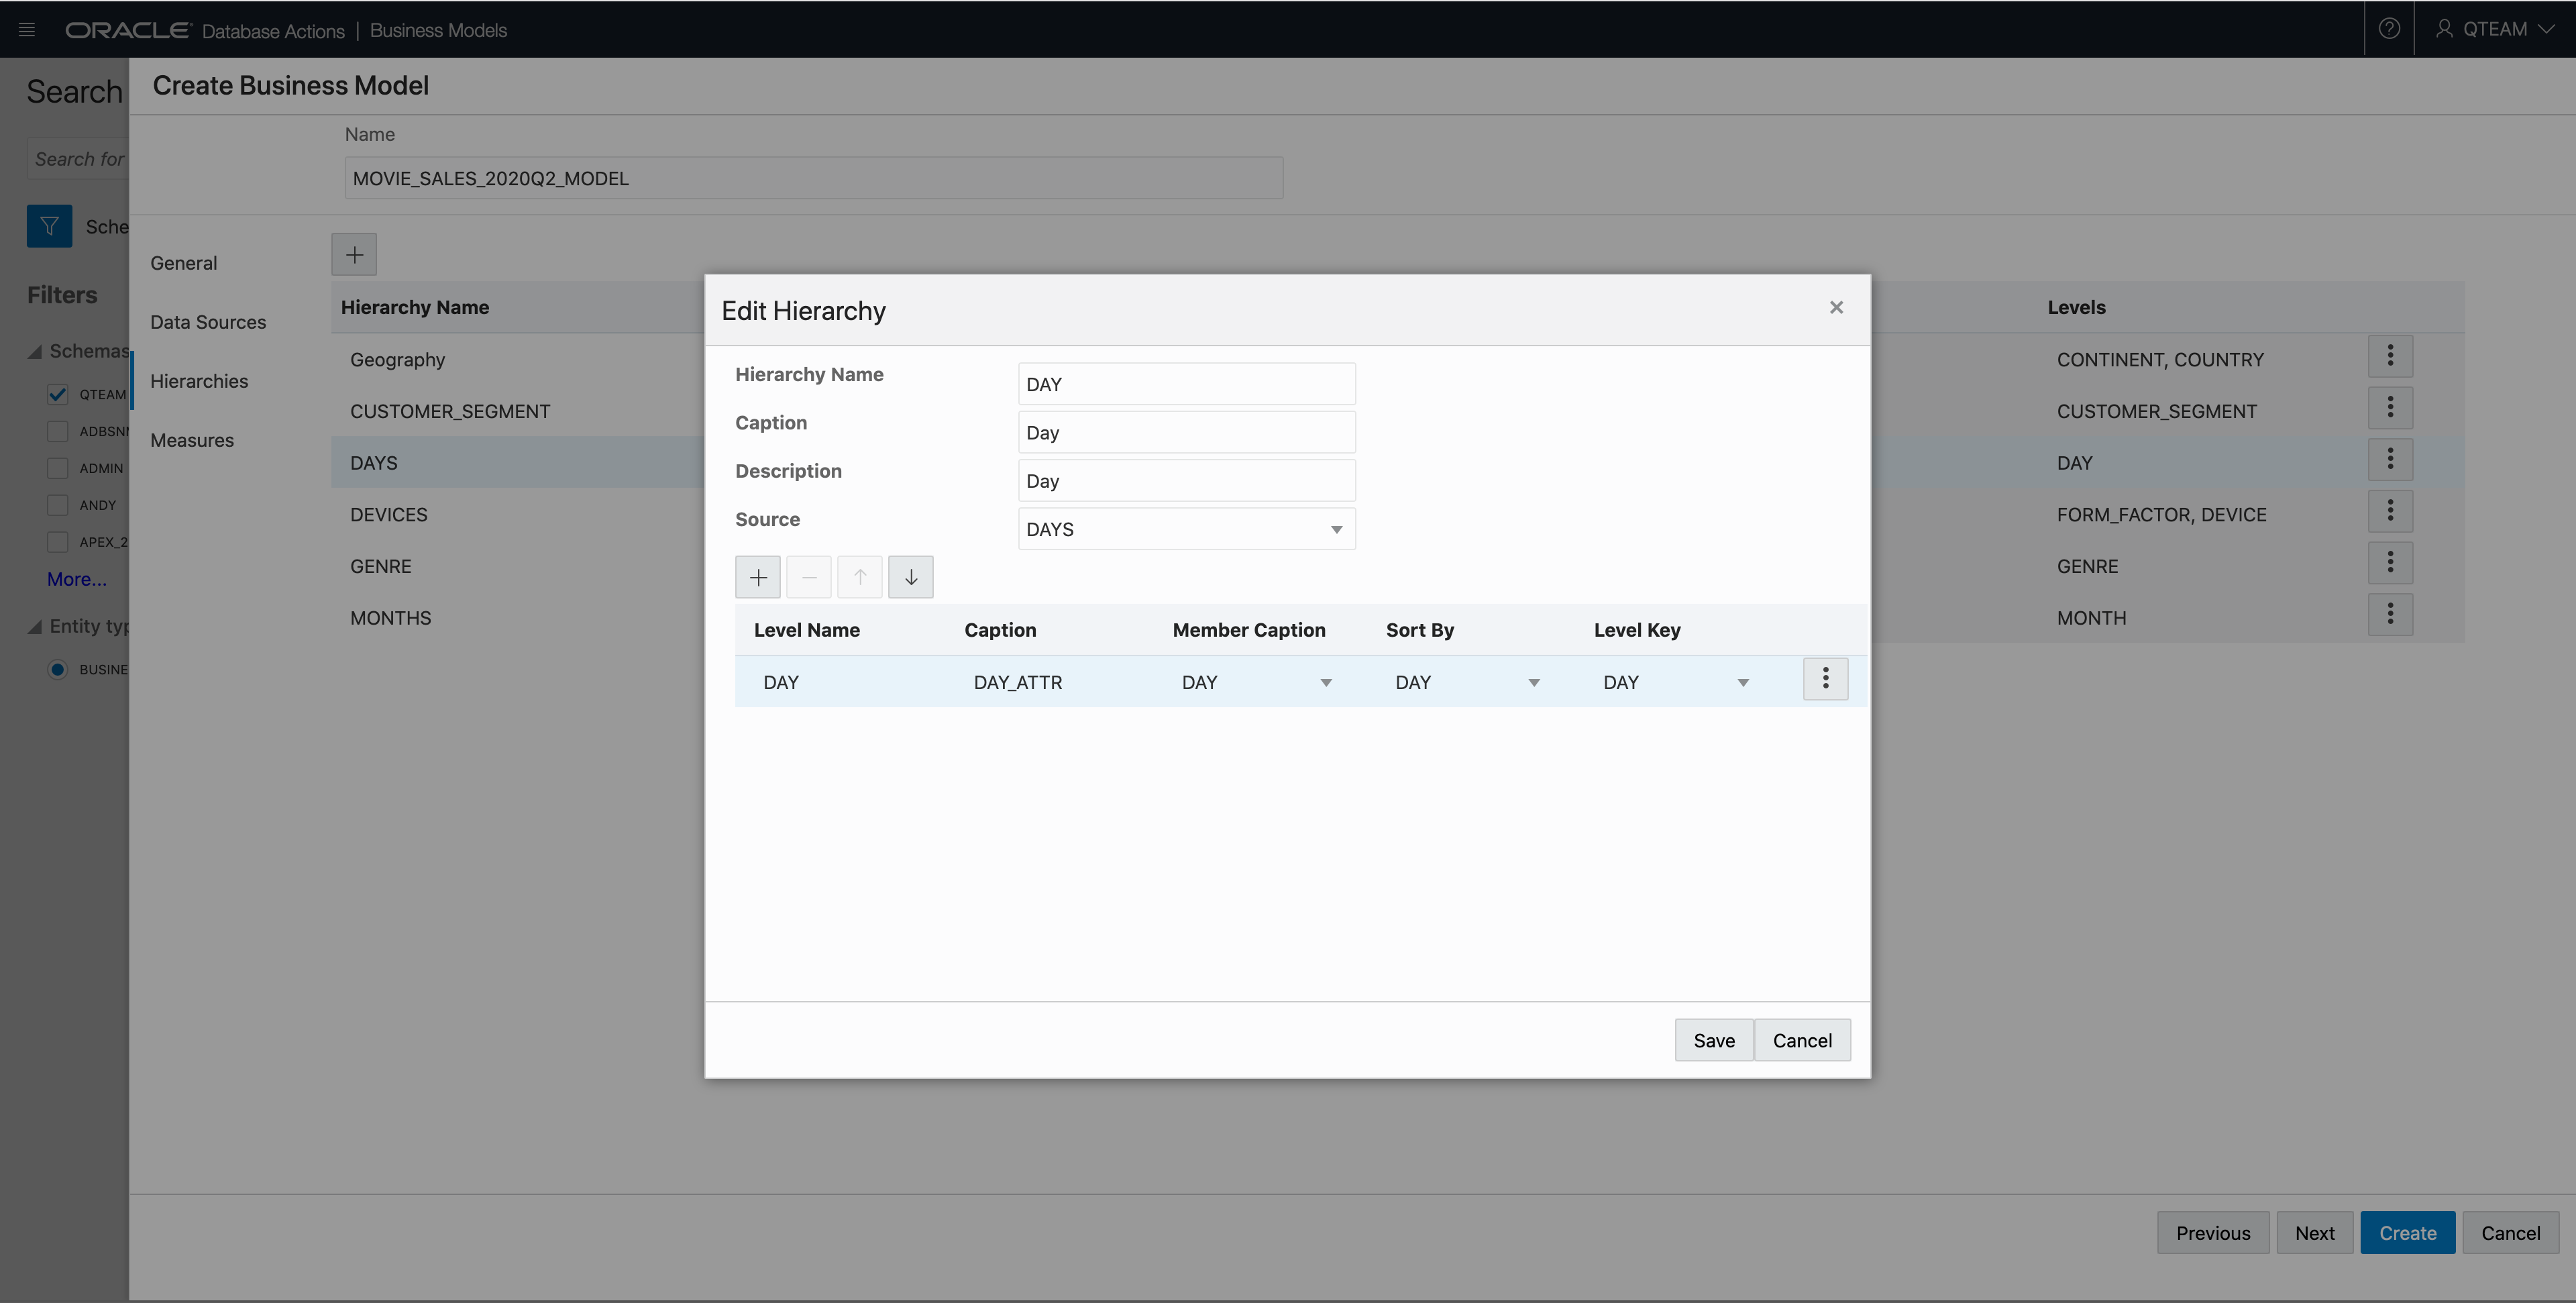 ORACLE Database Actions | Business Models
QTEAM
Search
Create Business Model
Name
Search for
MOVIE_SALES_2020Q2_MODEL
Sche
General
Filters
Hierarchy Name
Levels
Data Sources
Schemas
Geography
CONTINENT, COUNTRY
Hierarchies
QTEAM
CUSTOMER_SEGMENT
CUSTOMER_SEGMENT
ADBSN
Measures
DAYS
DAY
ADMIN
ANDY
DEVICES
FORM_FACTOR, DEVICE
APEX_2
More...
GENRE
GENRE
Entity typ
MONTHS
MONTH
BUSINE
Edit Hierarchy
Hierarchy Name
DAY
Caption
Day
Description
Day
Source
DAYS
Level Name Caption Member Caption Sort By Level Key
DAY DAY_ATTR DAY DAY DAY
Save Cancel
Previous Next Create Cancel